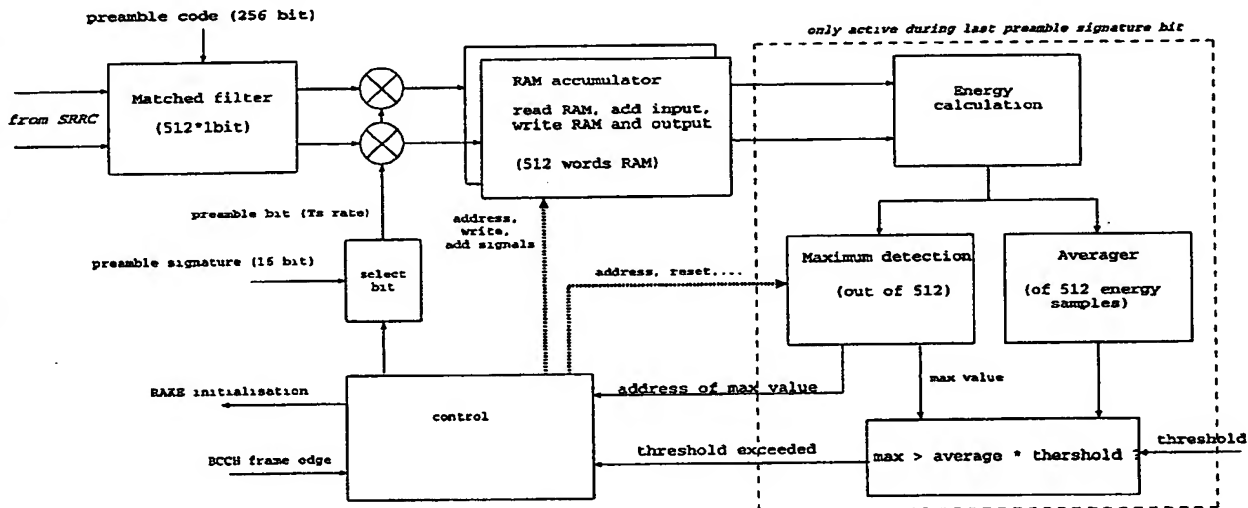 preamble code (256 bit)
only active during last preamble signature bit
from SRRC
Matched filter
(512*1bit)
RAM accumulator
read RAM, add input,
write RAM and output
(512 words RAM)
Energy
calculation
preamble bit (Ts rate)
address,
write,
add signals
preamble signature (16 bit)
select
bit
address, reset....
Maximum detection
(out of 512)
Averager
(of 512 energy
samples)
RAKE initialisation
control
address of max value
max value
BCCH frame edge
threshold exceeded
max > average * thershold ?
threshold